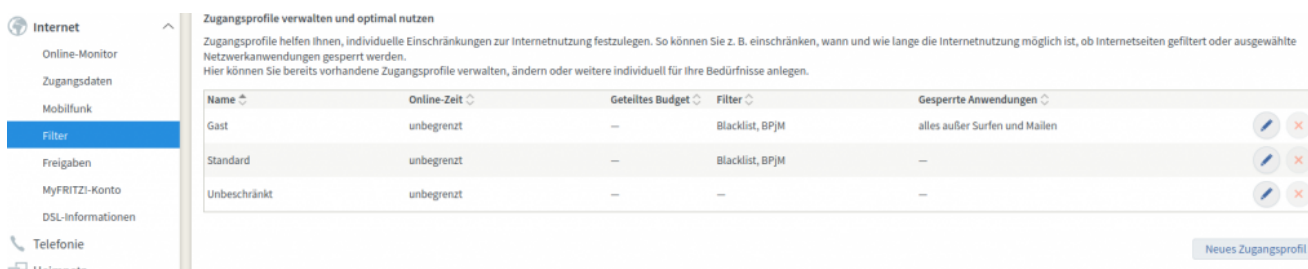 Internet
Online-Monitor
Zugangsdaten
Mobilfunk
Filter
Freigaben
MyFRITZ!-Konto
DSL-Informationen
Telefonie
Zugangsprofile verwalten und optimal nutzen
Zugangsprofile helfen Ihnen, individuelle Einschränkungen zur Internetnutzung festzulegen. So können Sie z. B. einschränken, wann und wie lange die Internetnutzung möglich ist, ob Internetseiten gefiltert oder ausgewählte
Netzwerkanwendungen gesperrt werden.
Hier können Sie bereits vorhandene Zugangsprofile verwalten, ändern oder weitere individuell für Ihre Bedürfnisse anlegen.
Name Online-Zeit Geteiltes Budget Filter Gesperrte Anwendungen
Gast unbegrenzt — Blacklist, BPjM alles außer Surfen und Mailen
Standard unbegrenzt — Blacklist, BPjM —
Unbeschränkt unbegrenzt — — —
Neues Zugangsprofil